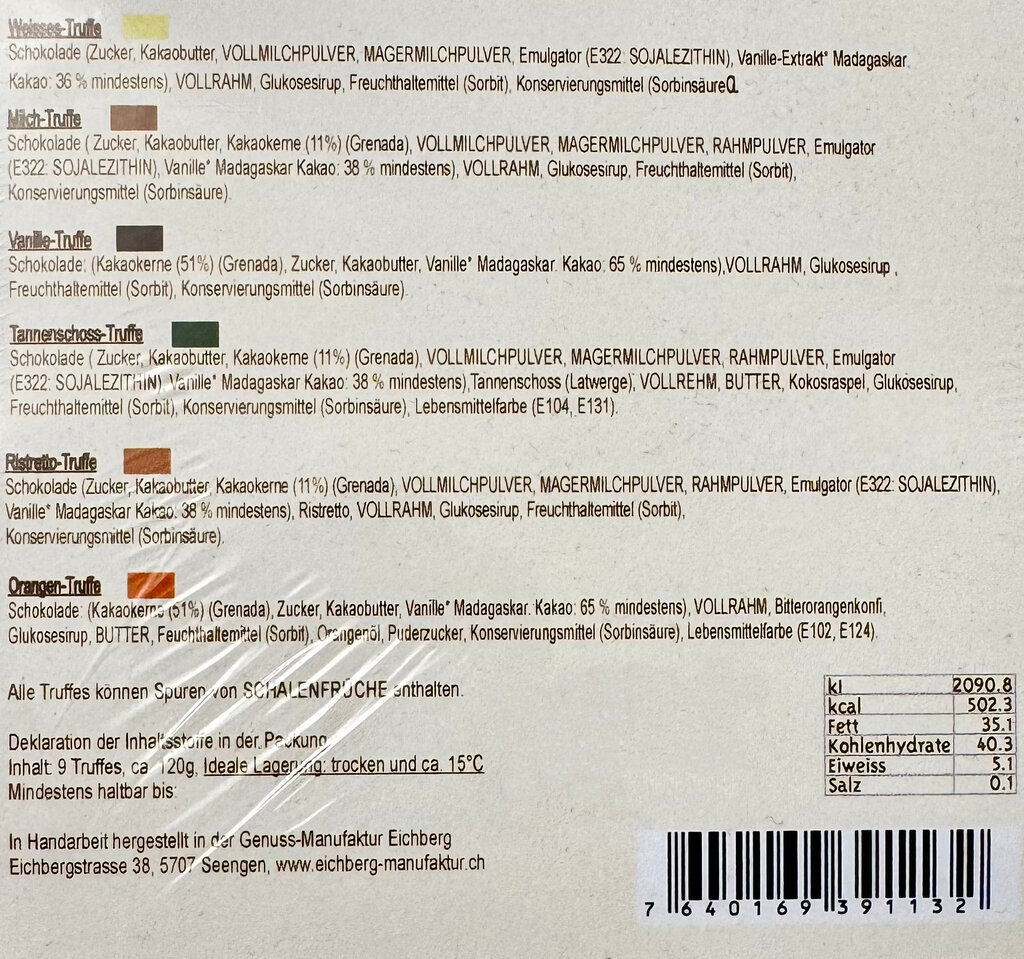 Weisses-Truffe
Schokolade (Zucker, Kakaobutter, VOLLMILCHPULVER, MAGERMILCHPULVER, Emulgator (E322: SOJALEZITHIN), Vanille-Extrakt* Madagaskar.
Kakao: 36 % mindestens), VOLLRAHM, Glukosesirup, Freuchthaltemittel (Sorbit), Konservierungsmittel (Sorbinsäure
Milch-Truffe
Schokolade ( Zucker, Kakaobutter, Kakaokerne (11%) (Grenada), VOLLMILCHPULVER, MAGERMILCHPULVER, RAHMPULVER, Emulgator
(E322: SOJALEZITHIN), Vanille* Madagaskar Kakao: 38 % mindestens), VOLLRAHM, Glukosesirup, Freuchthaltemittel (Sorbit),
Konservierungsmittel (Sorbinsäure).
Vanille-Truffe
Schokolade: (Kakaokerne (51%) (Grenada), Zucker, Kakaobutter, Vanille* Madagaskar. Kakao: 65 % mindestens),VOLLRAHM, Glukosesirup ,
Freuchthaltemittel (Sorbit), Konservierungsmittel (Sorbinsäure).
Tannenschoss-Truffe
Schokolade ( Zucker, Kakaobutter, Kakaokerne (11%) (Grenada), VOLLMILCHPULVER, MAGERMILCHPULVER, RAHMPULVER, Emulgator
(E322: SOJALEZITHIN), Vanille* Madagaskar Kakao: 38 % mindestens),Tannenschoss (Latwerge), VOLLREHM, BUTTER, Kokosraspel, Glukosesirup,
Freuchthaltemittel (Sorbit), Konservierungsmittel (Sorbinsäure), Lebensmittelfarbe (E104, E131).
Ristretto-Truffe
Schokolade (Zucker, Kakaobutter, Kakaokerne (11%) (Grenada), VOLLMILCHPULVER, MAGERMILCHPULVER, RAHMPULVER, Emulgator (E322: SOJALEZITHIN),
Vanille* Madagaskar Kakao: 38 % mindestens), Ristretto, VOLLRAHM, Glukosesirup, Freuchthaltemittel (Sorbit),
Konservierungsmittel (Sorbinsäure).
Orangen-Truffe
Schokolade: (Kakaokerne (51%) (Grenada), Zucker, Kakaobutter, Vanille* Madagaskar. Kakao: 65 % mindestens), VOLLRAHM, Bitterorangenkonfi,
Glukosesirup, BUTTER, Feuchthaltemittel (Sorbit), Orangenöl, Puderzucker, Konservierungsmittel (Sorbinsäure), Lebensmittelfarbe (E102, E124).
Alle Truffes können Spuren von SCHALENFRÜCHE enthalten.
Deklaration der Inhaltsstoffe in der Packung
Inhalt: 9 Truffes, ca. 120g, Ideale Lagerung: trocken und ca. 15°C
Mindestens haltbar bis:
In Handarbeit hergestellt in der Genuss-Manufaktur Eichberg
Eichbergstrasse 38, 5707 Seengen, www.eichberg-manufaktur.ch
kj 2090.8
kcal 502.3
Fett 35.1
Kohlenhydrate 40.3
Eiweiss 5.1
Salz 0.1
7 640169 391132